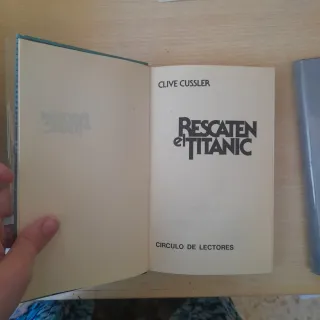 CLIVE CUSSLER
RESCATEN
el TITANIC
CIRCULO DE LECTORES